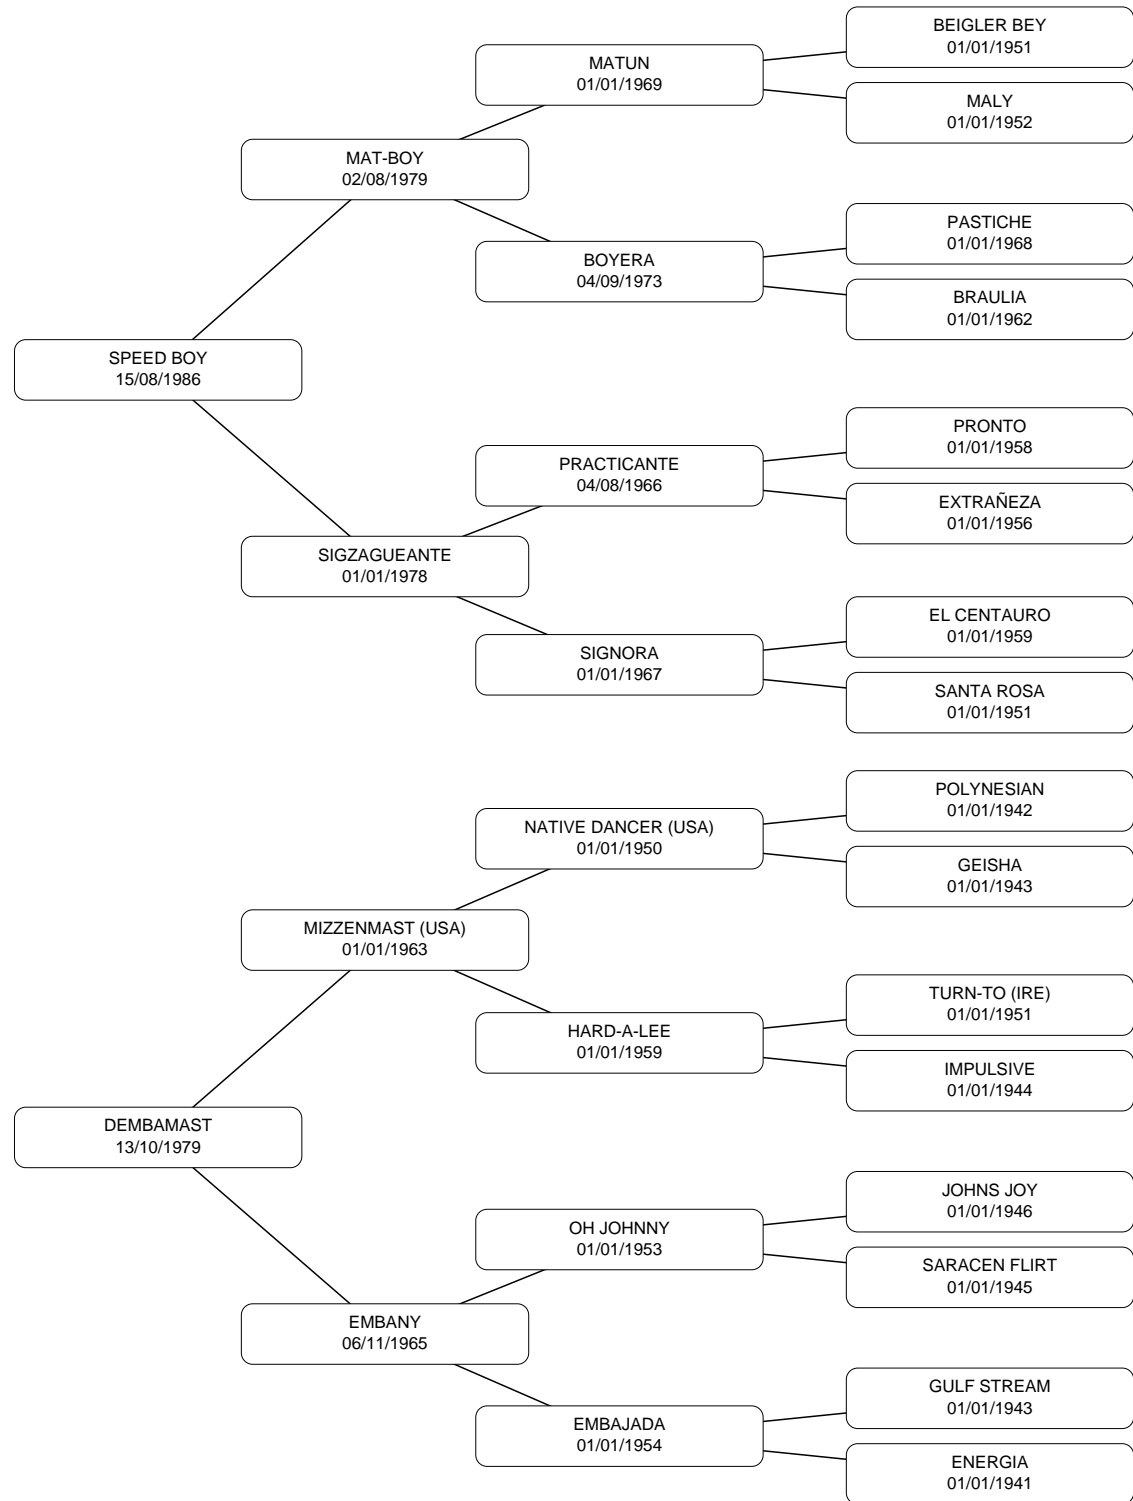 BEIGLER BEY
01/01/1951
MATUN
01/01/1969
MALY
01/01/1952
MAT-BOY
02/08/1979
PASTICHE
01/01/1968
BOYERA
04/09/1973
BRAULIA
01/01/1962
SPEED BOY
15/08/1986
PRONTO
01/01/1958
PRACTICANTE
04/08/1966
EXTRAÑEZA
01/01/1956
SIGZAGUEANTE
01/01/1978
EL CENTAURO
01/01/1959
SIGNORA
01/01/1967
SANTA ROSA
01/01/1951
POLYNESIAN
01/01/1942
NATIVE DANCER (USA)
01/01/1950
GEISHA
01/01/1943
MIZZENMAST (USA)
01/01/1963
TURN-TO (IRE)
01/01/1951
HARD-A-LEE
01/01/1959
IMPULSIVE
01/01/1944
DEMBAMAST
13/10/1979
JOHNS JOY
01/01/1946
OH JOHNNY
01/01/1953
SARACEN FLIRT
01/01/1945
EMBANY
06/11/1965
GULF STREAM
01/01/1943
EMBAJADA
01/01/1954
ENERGIA
01/01/1941